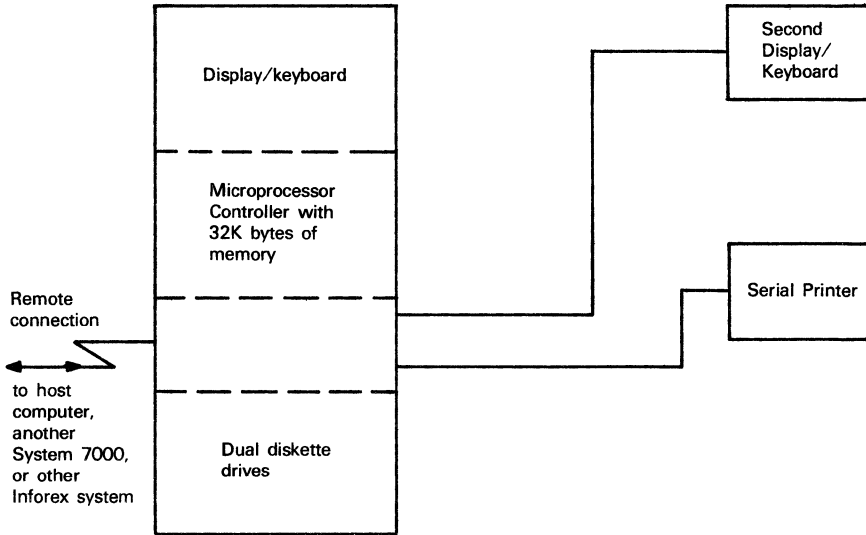 Display/keyboard
Microprocessor
Controller with
32K bytes of
memory
Remote
connection
to host
computer,
another
System 7000,
or other
Inforex system
Dual diskette
drives
Second
Display/
Keyboard
Serial Printer